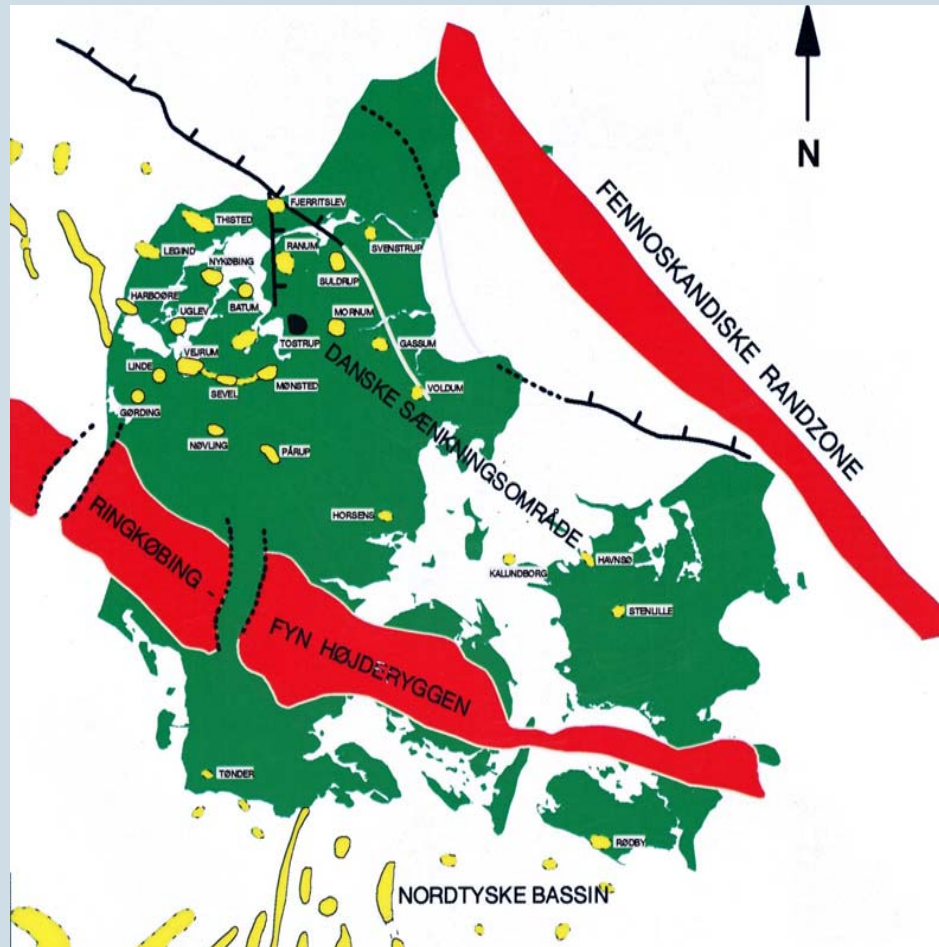 N
FENNOSKANDISKE RANDZONE
FJERRITSLEV
THISTED
SVENSTRUP
LEGIND
RANUM
NYKØBING
SULDRUP
HARBOØRE
BATUM
UGLEV
MORNUM
TOSTRUP
GASSUM
VEJRUM
DANSKE SÆNKNINGSOMRÅDE
LINDE
MØNSTED
VOLDUM
SEVEL
GØRDING
NØVLING
PÅRUP
RINGKØBING -
HORSENS
HAVNSØ
KALUNDBORG
STENLILLE
FYN HØJDERYGGEN
TØNDER
RØDBY
NORDTYSKE BASSIN